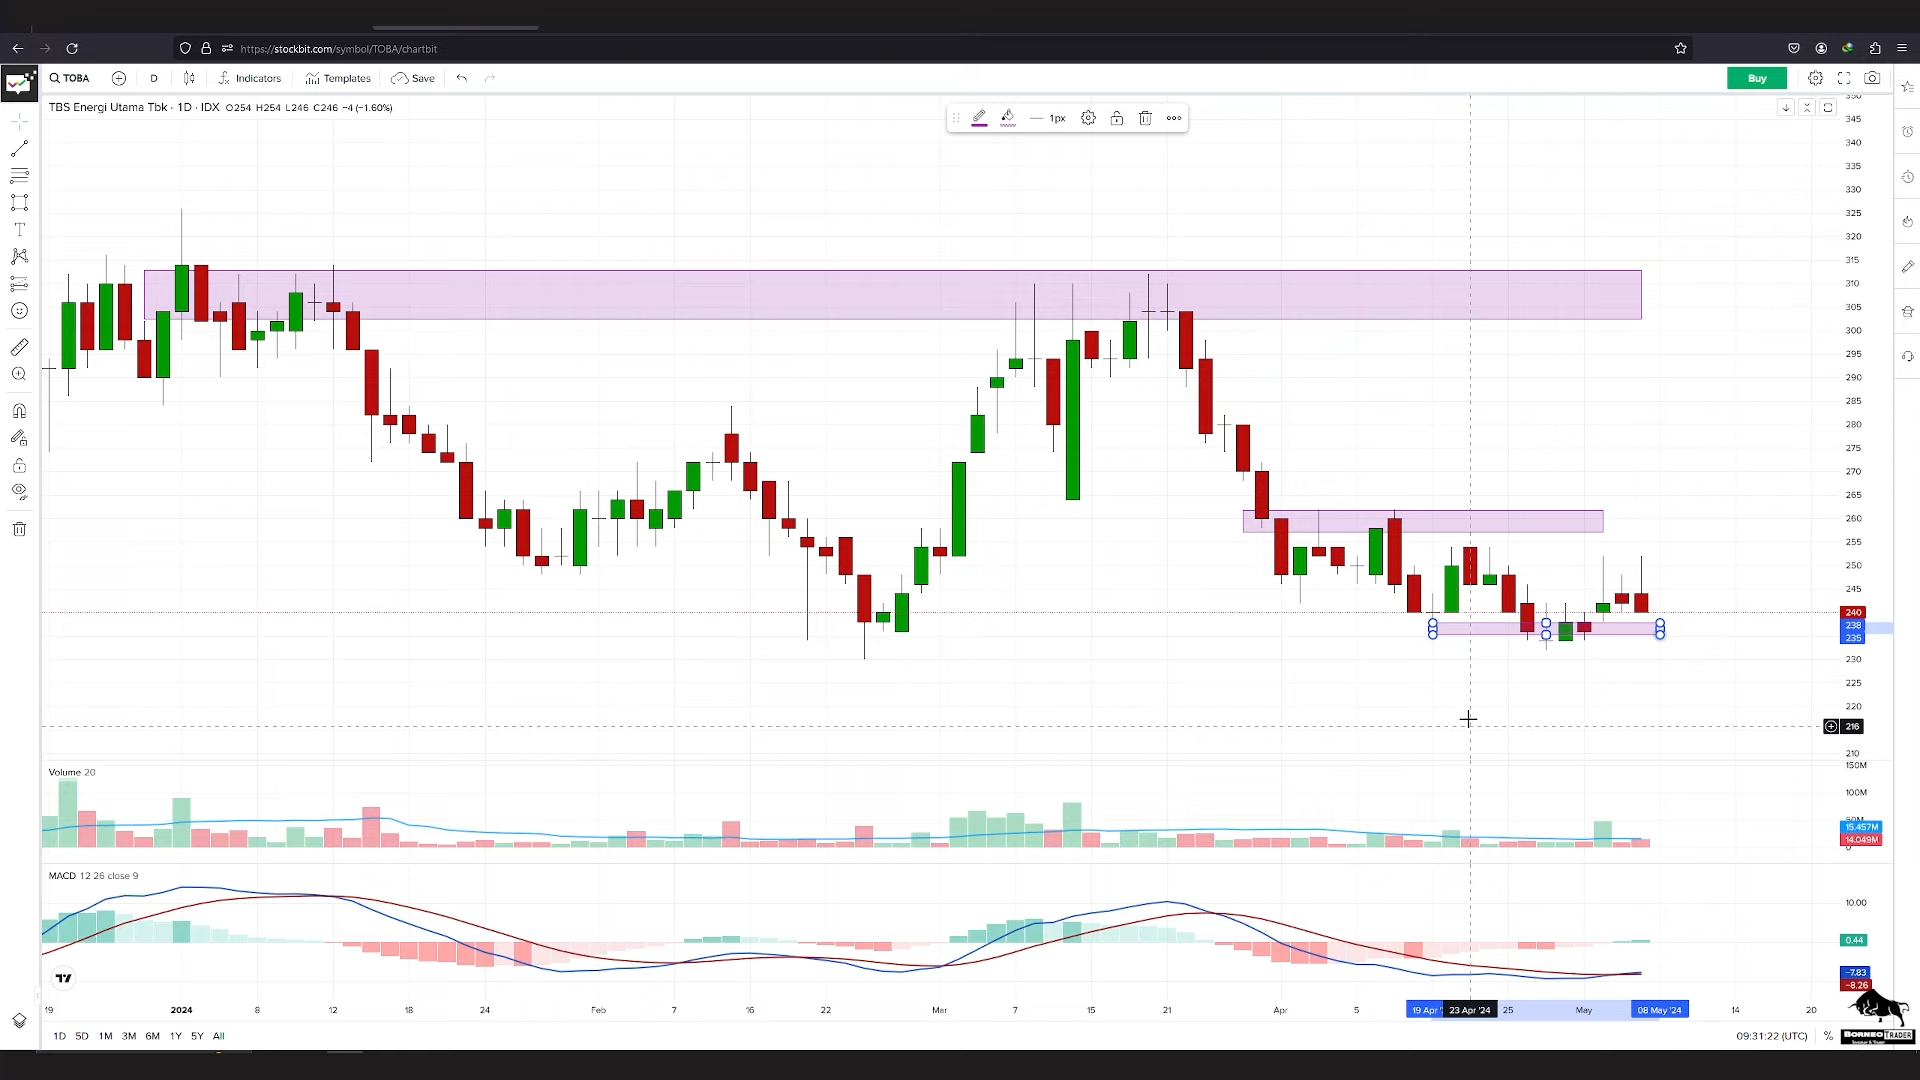 https://stockbit.com/symbol/TOBA/chartbit
TOBA D Indicators Templates Save Buy
TBS Energi Utama Tbk · 1D · IDX O254 H254 L246 C246 −4 (−1.60%)
1px
350
345
340
335
330
325
320
315
310
305
300
295
290
285
280
275
270
265
260
255
250
245
240
238
235
230
225
220
216
210
Volume 20
150M
100M
50M
15.457M
14.049M
0
MACD 12 26 close 9
10.00
0.44
−7.83
−8.26
19 2024 8 12 18 24 Feb 7 16 22 Mar 7 15 21 Apr 5 19 Apr ' 23 Apr '24 25 May 08 May '24 14 20
1D 5D 1M 3M 6M 1Y 5Y All 09:31:22 (UTC) %
BORNEO TRADER